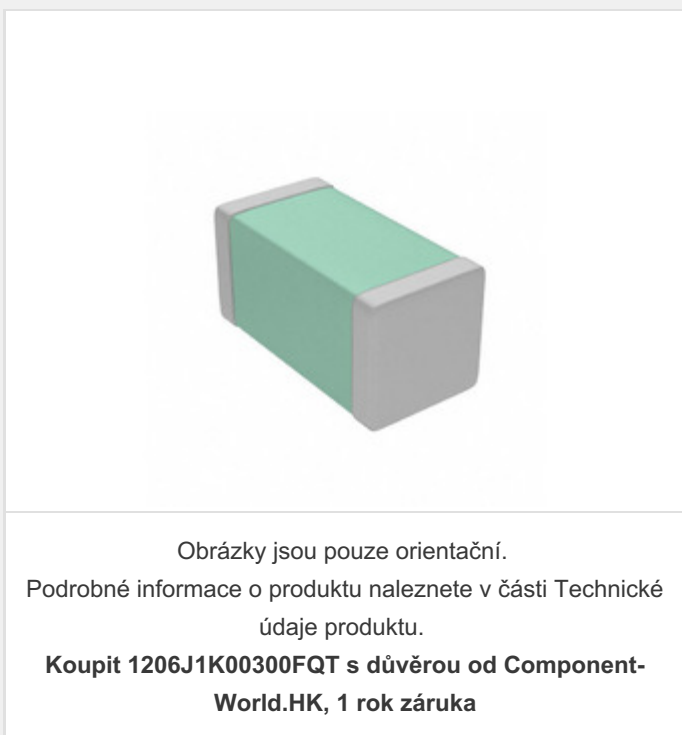 Obrázky jsou pouze orientační.
Podrobné informace o produktu naleznete v části Technické
údaje produktu.
Koupit 1206J1K00300FQT s důvěrou od Component-
World.HK, 1 rok záruka